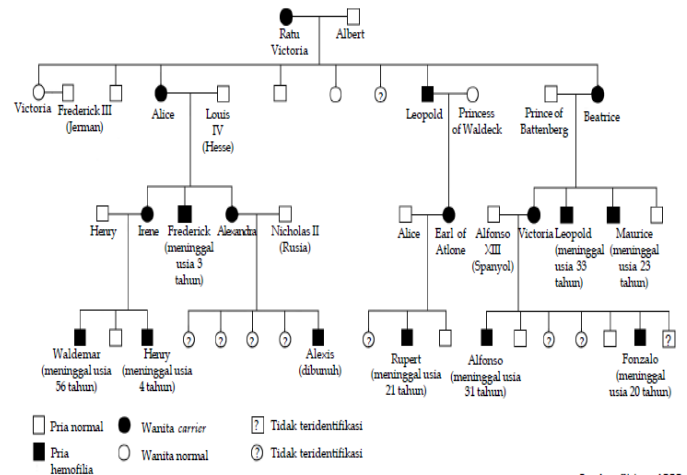 Ratu
Victoria
Albert
Victoria
Frederick III
(Jerman)
Alice
Louis
IV
(Hesse)
?
Leopold
Princess
of Waldeck
Prince of
Battenberg
Beatrice
Henry
Irene
Frederick
(meninggal
usia 3
tahun)
Alexandra
Nicholas II
(Rusia)
Alice
Earl of
Atlone
Alfonso
XIII
(Spanyol)
Victoria
Leopold
(meninggal
usia 33
tahun)
Maurice
(meninggal
usia 23
tahun)
Waldemar
(meninggal usia
56 tahun)
Henry
(meninggal usia
4 tahun)
? ? ? ?
Alexis
(dibunuh)
?
Rupert
(meninggal usia
21 tahun)
Alfonso
(meninggal usia
31 tahun)
? ?
Fonzalo
(meninggal
usia 20 tahun)
?
Pria normal
Wanita carrier
? Tidak teridentifikasi
Pria
hemofilia
Wanita normal
? Tidak teridentifikasi